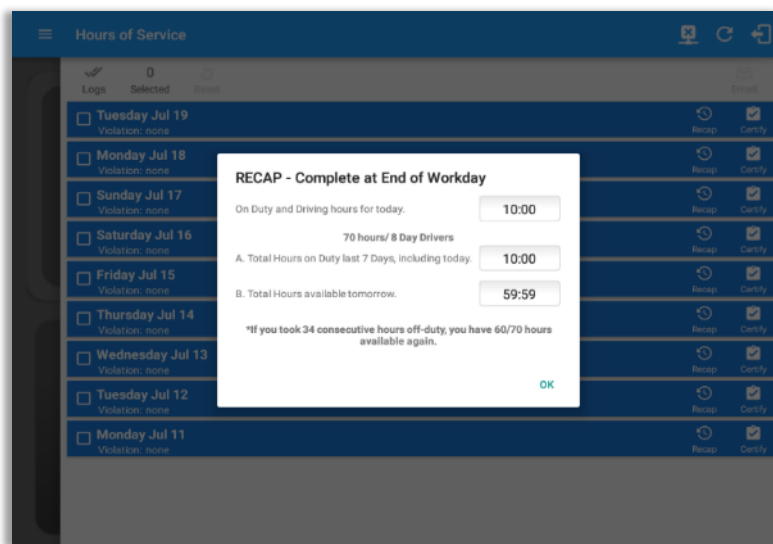 Hours of Service
Logs
0
Selected
Reset
Email
Tuesday Jul 19
Violation: none
Recap
Certify
Monday Jul 18
Violation: none
Recap
Certify
Sunday Jul 17
Violation: none
Recap
Certify
Saturday Jul 16
Violation: none
Recap
Certify
Friday Jul 15
Violation: none
Recap
Certify
Thursday Jul 14
Violation: none
Recap
Certify
Wednesday Jul 13
Violation: none
Recap
Certify
Tuesday Jul 12
Violation: none
Recap
Certify
Monday Jul 11
Violation: none
Recap
Certify
RECAP - Complete at End of Workday
On Duty and Driving hours for today.
10:00
70 hours/ 8 Day Drivers
A. Total Hours on Duty last 7 Days, including today.
10:00
B. Total Hours available tomorrow.
59:59
*If you took 34 consecutive hours off-duty, you have 60/70 hours
available again.
OK